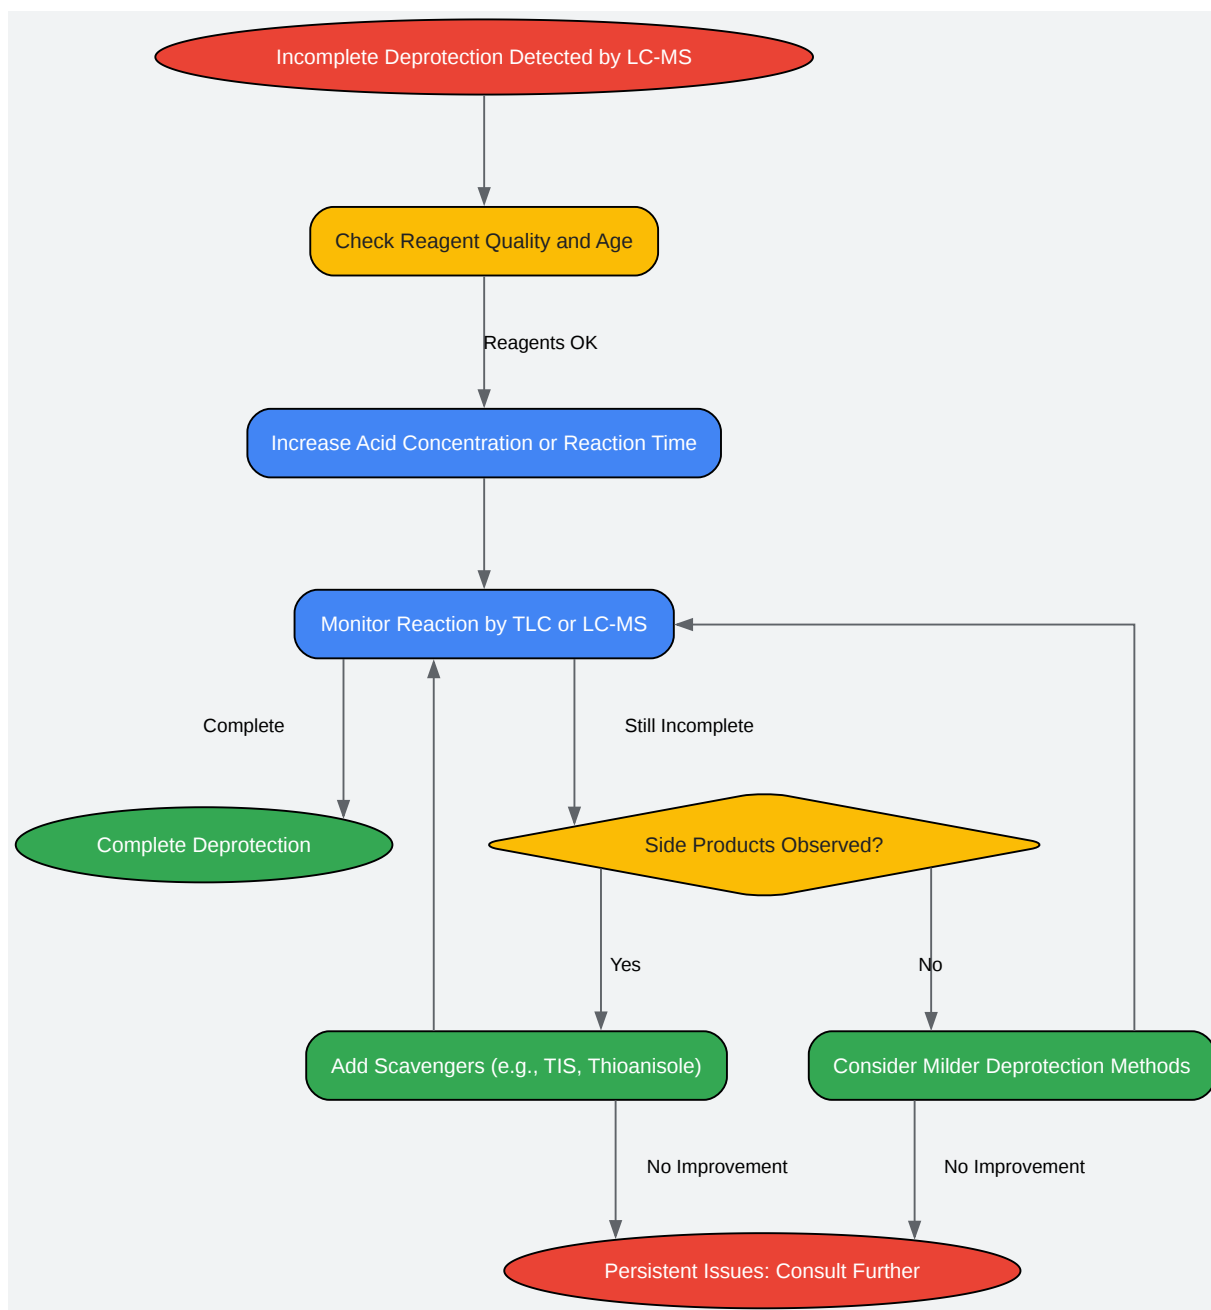 Incomplete Deprotection Detected by LC-MS
Check Reagent Quality and Age
Reagents OK
Increase Acid Concentration or Reaction Time
Monitor Reaction by TLC or LC-MS
Complete
Still Incomplete
Complete Deprotection
Side Products Observed?
Yes
No
Add Scavengers (e.g., TIS, Thioanisole)
Consider Milder Deprotection Methods
No Improvement
No Improvement
Persistent Issues: Consult Further